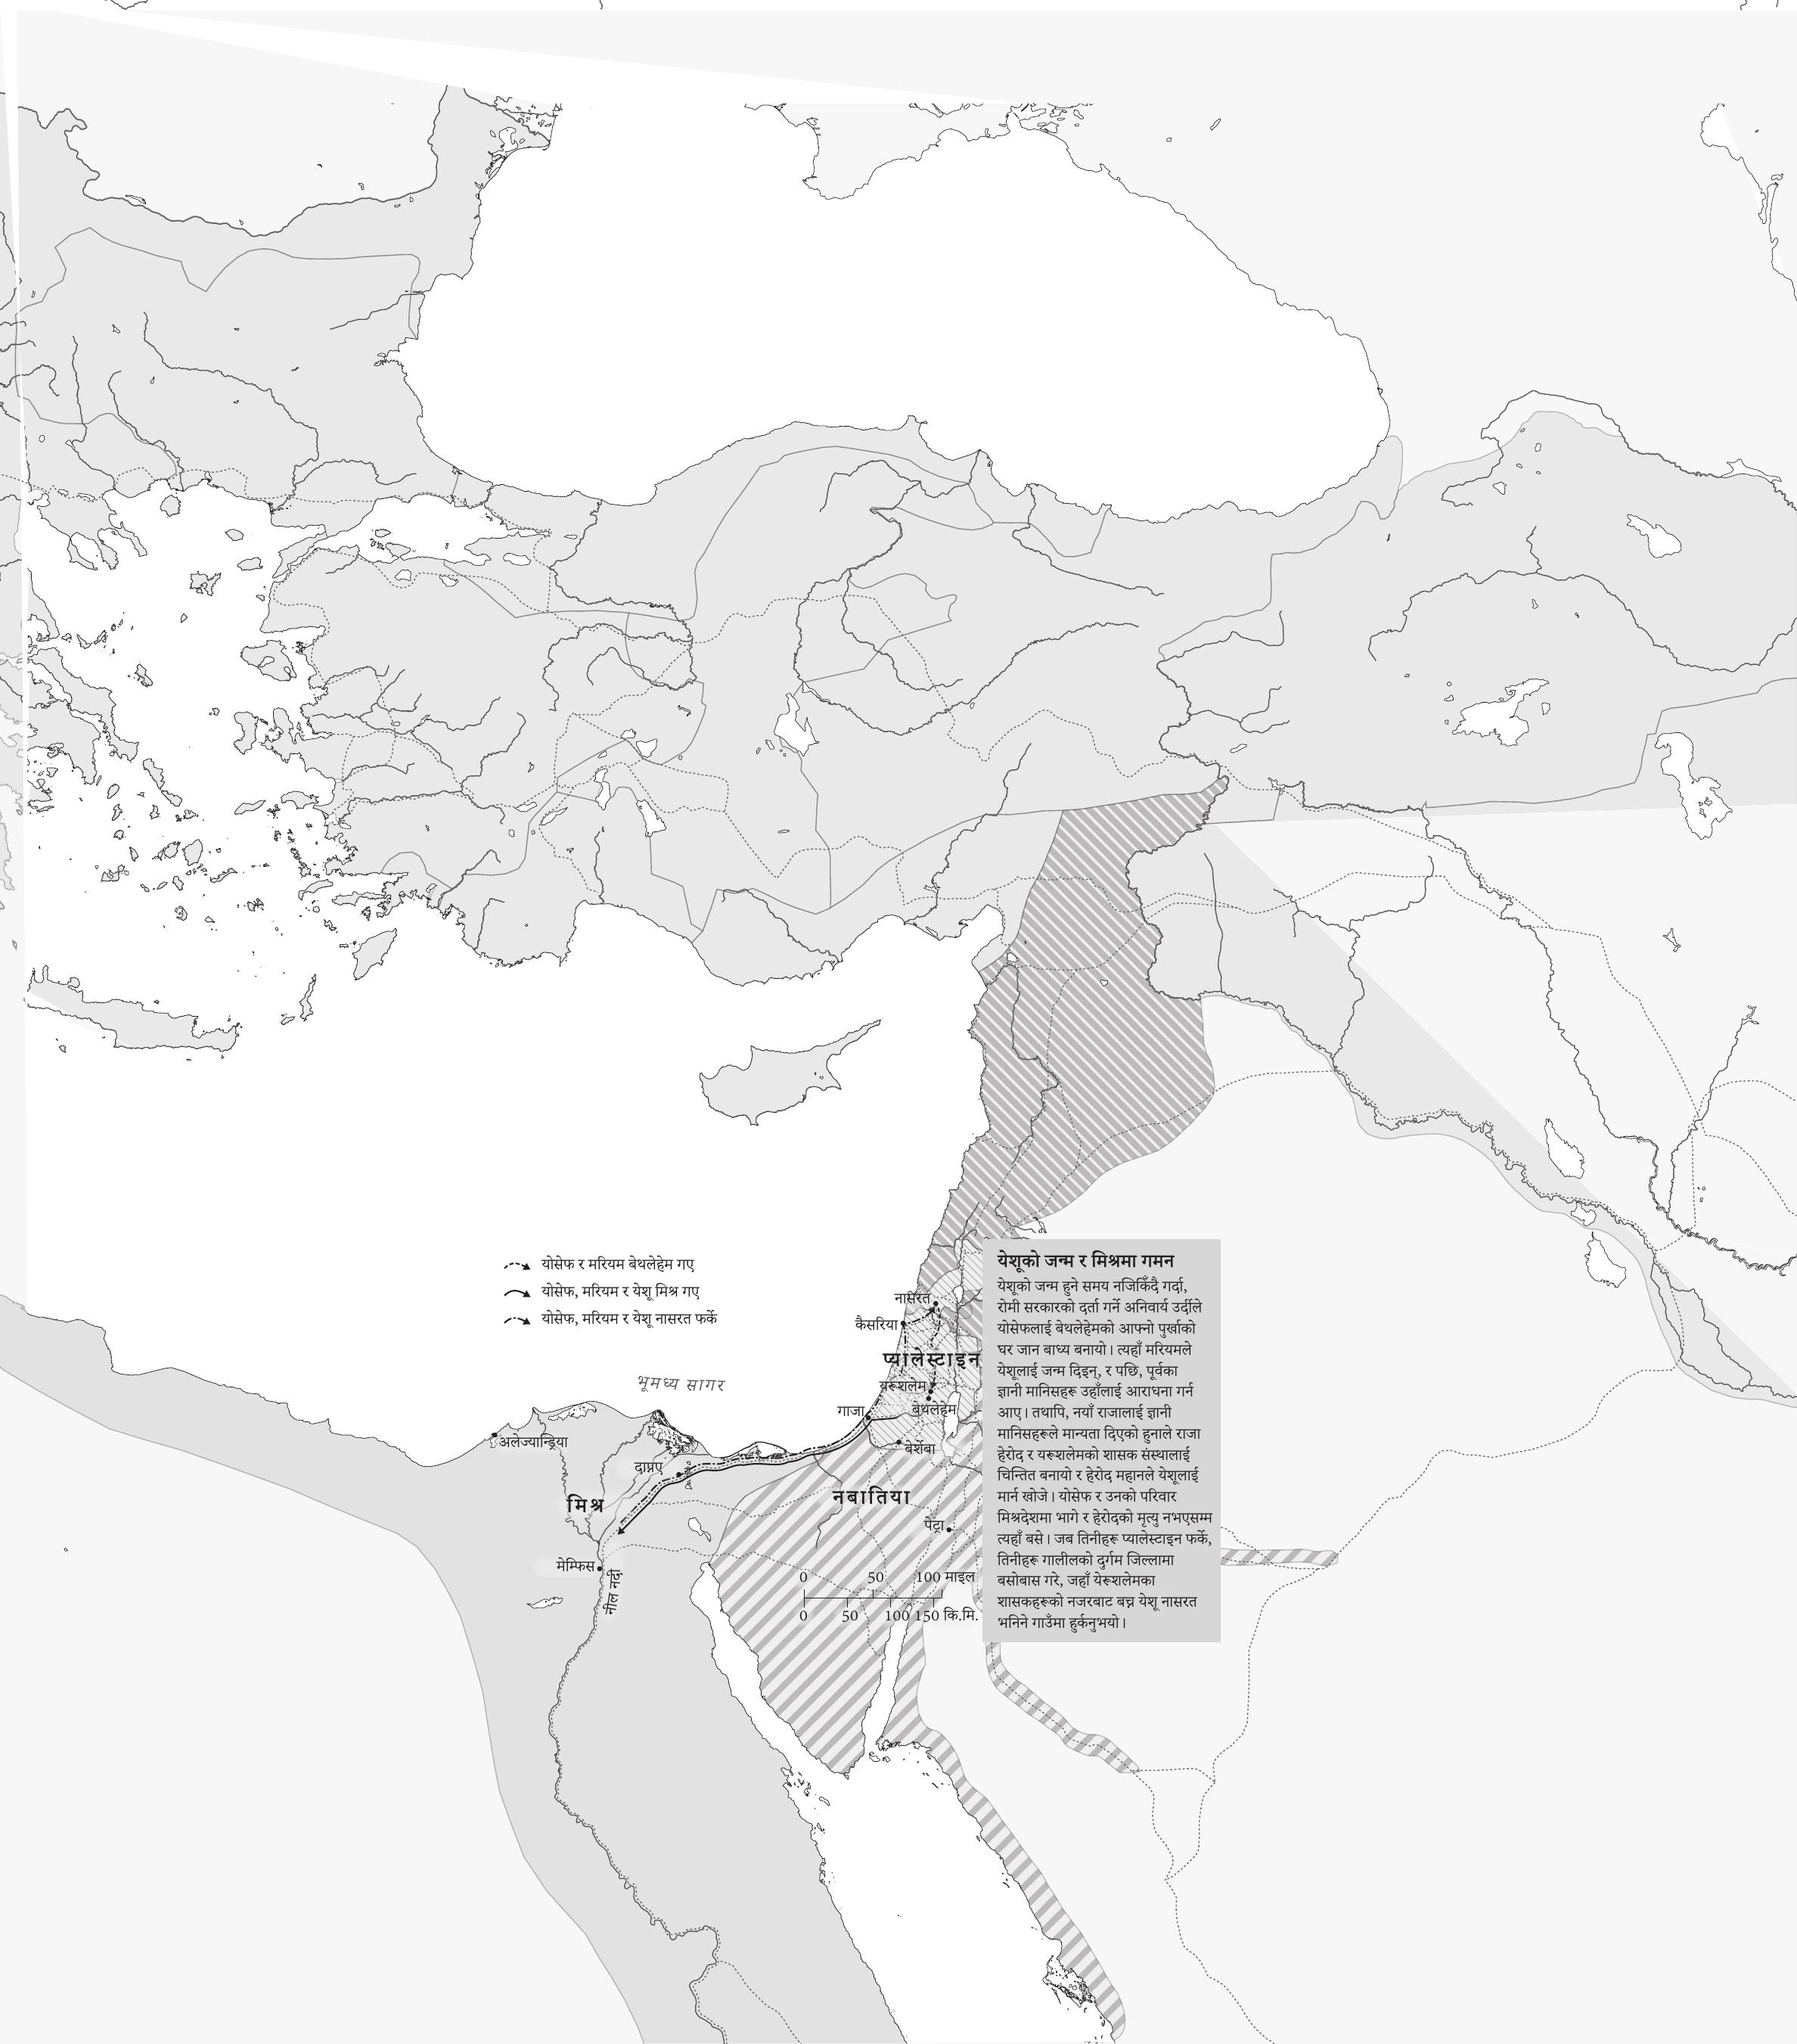 योसेफ र मरियम बेथलेहेम गए
योसेफ, मरियम र येशू मिश्र गए
योसेफ, मरियम र येशू नासरत फर्के
येशूको जन्म र मिश्रमा गमन
येशूको जन्म हुने समय नजिकिँदै गर्दा,
रोमी सरकारको दर्ता गर्ने अनिवार्य उर्दीले
योसेफलाई बेथलेहेमको आफ्नो पुर्खाको
घर जान बाध्य बनायो। त्यहाँ मरियमले
येशूलाई जन्म दिइन्, र पछि, पूर्वका
ज्ञानी मानिसहरू उहाँलाई आराधना गर्न
आए। तथापि, नयाँ राजालाई ज्ञानी
मानिसहरूले मान्यता दिएको हुनाले राजा
हेरोद र यरूशलेमको शासक संस्थालाई
चिन्तित बनायो र हेरोद महानले येशूलाई
मार्न खोजे। योसेफ र उनको परिवार
मिश्रदेशमा भागे र हेरोदको मृत्यु नभएसम्म
त्यहाँ बसे। जब तिनीहरू प्यालेस्टाइन फर्के,
तिनीहरू गालीलको दुर्गम जिल्लामा
बसोबास गरे, जहाँ येरूशलेमका
शासकहरूको नजरबाट बच्न येशू नासरत
भनिने गाउँमा हुर्कनुभयो।
नासरत
कैसरिया
प्यालेस्टाइन
यरूशलेम
भूमध्य सागर
बेथलेहेम
गाजा
अलेज्यान्ड्रिया
बेर्शेबा
दाफ्नए
नबातिया
मिश्र
पेट्रा
मेम्फिस
नील नदी
0 50 100 माइल
0 50 100 150 कि.मि.